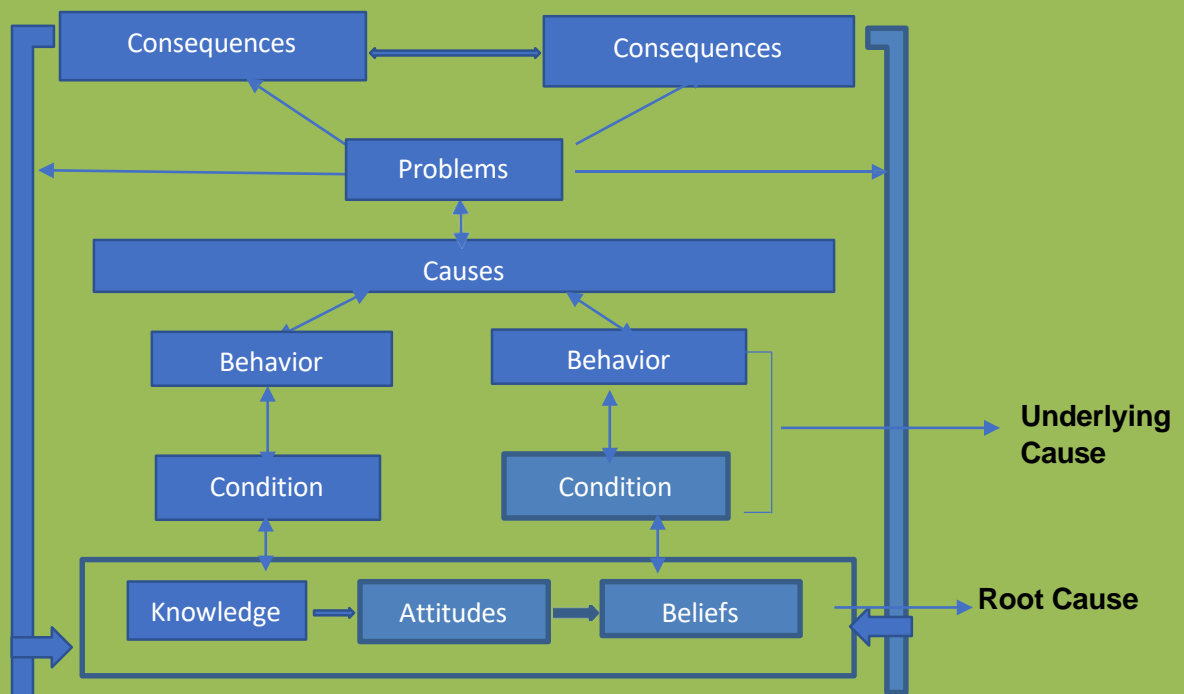 Consequences
Consequences
Problems
Causes
Behavior
Behavior
Underlying
Cause
Condition
Condition
Knowledge
Attitudes
Beliefs
Root Cause